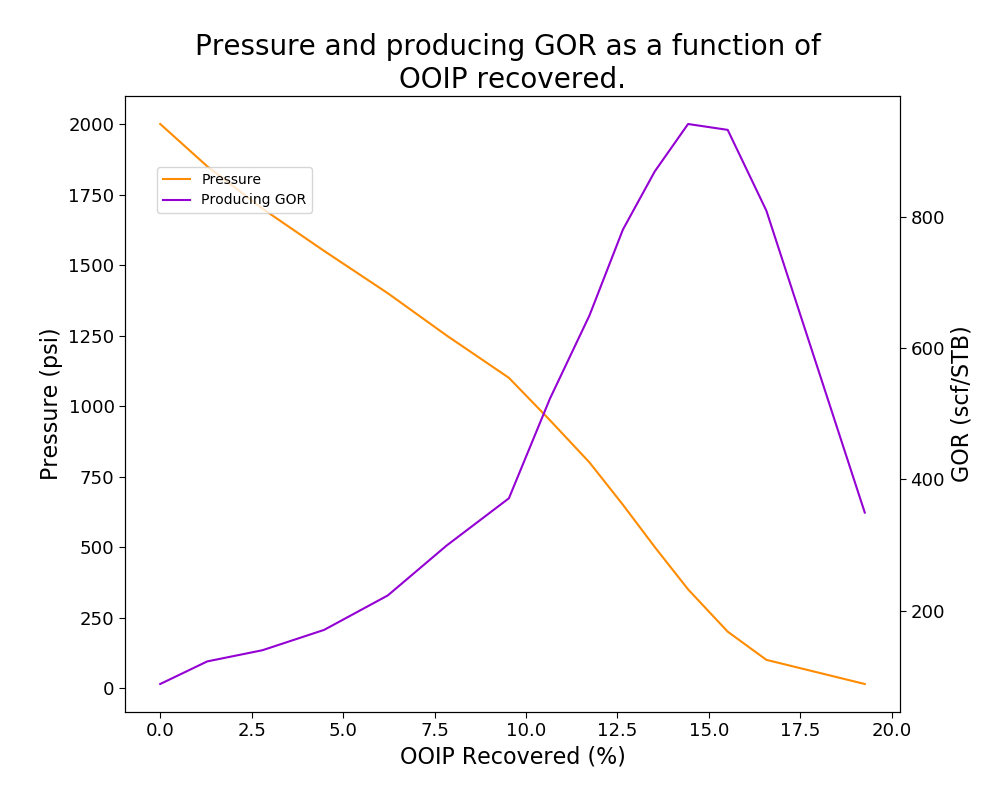 Pressure and producing GOR as a function of
OOIP recovered.
Pressure (psi)
2000
1750
1500
1250
1000
750
500
250
0
Pressure
Producing GOR
800
600
400
200
GOR (scf/STB)
0.0 2.5 5.0 7.5 10.0 12.5 15.0 17.5 20.0
OOIP Recovered (%)